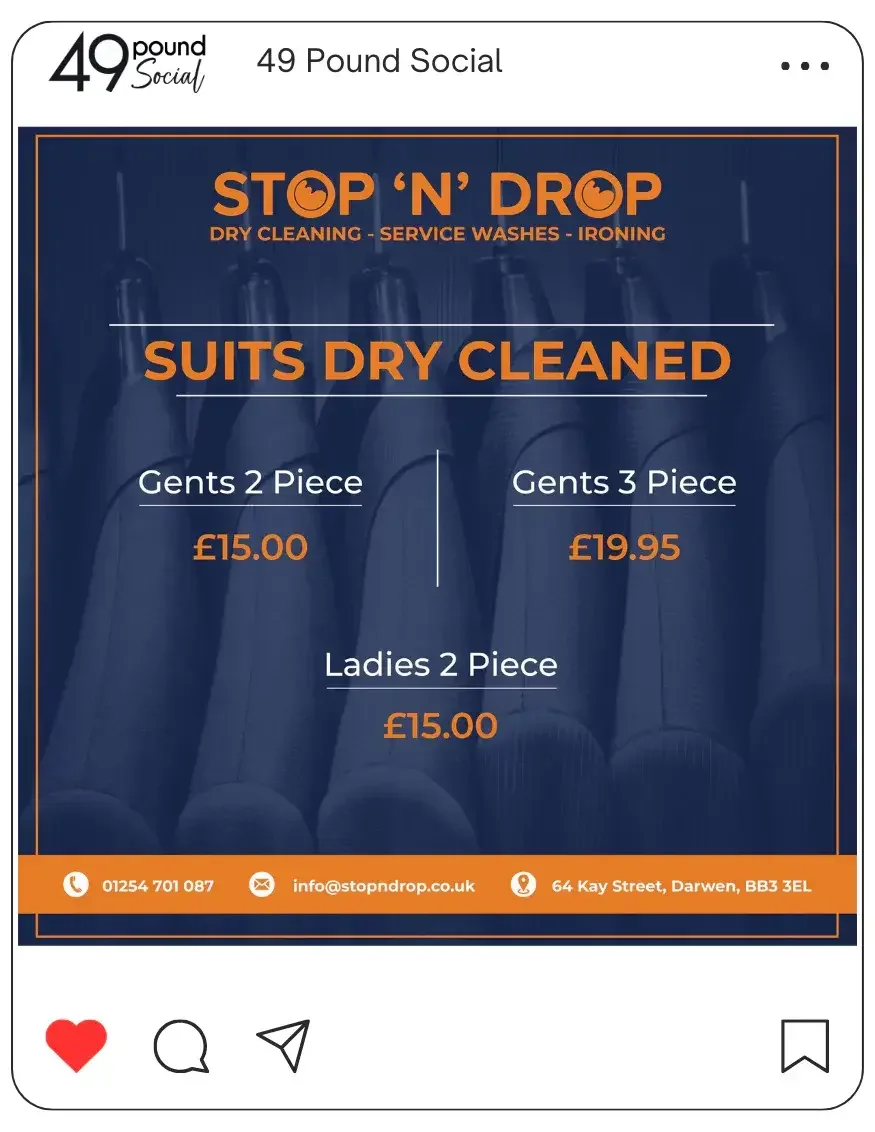 49 pound Social
49 Pound Social
STOP 'N' DROP
DRY CLEANING - SERVICE WASHES - IRONING
SUITS DRY CLEANED
Gents 2 Piece
£15.00
Gents 3 Piece
£19.95
Ladies 2 Piece
£15.00
01254 701 087
info@stopndrop.co.uk
64 Kay Street, Darwen, BB3 3EL